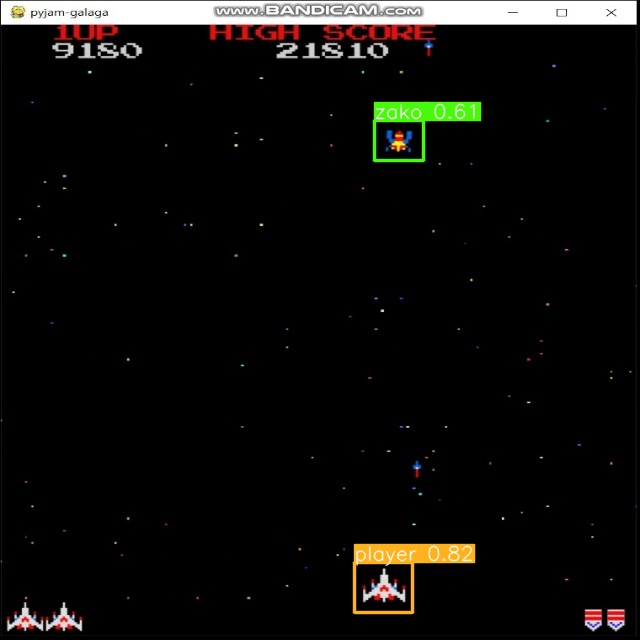 pyjam-galaga
www.BANDICAM.com
1UP HIGH SCORE
9180 21810
zako 0.61
player 0.82